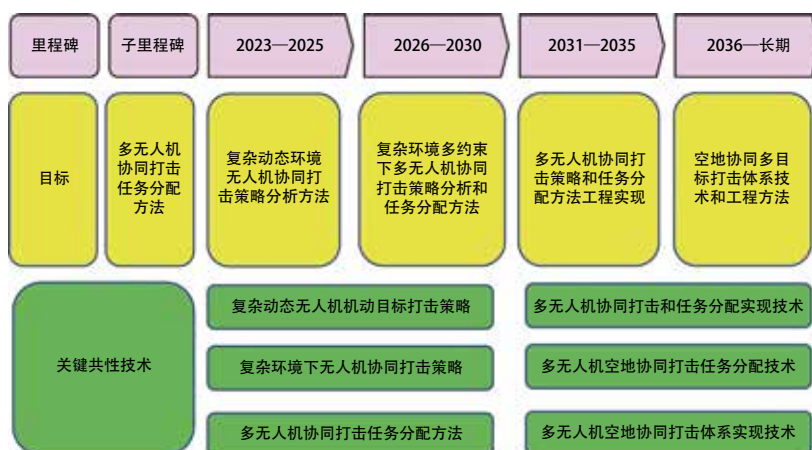 里程碑
子里程碑
2023—2025
2026—2030
2031—2035
2036—长期
目标
多无人机
协同打击
任务分配
方法
复杂动态环境
无人机协同打
击策略分析方法
复杂环境多约束
下多无人机协同
打击策略分析和
任务分配方法
多无人机协同打
击策略和任务分
配方法工程实现
空地协同多目
标打击体系技
术和工程方法
关键共性技术
复杂动态无人机机动目标打击策略
多无人机协同打击和任务分配实现技术
复杂环境下无人机协同打击策略
多无人机空地协同打击任务分配技术
多无人机协同打击任务分配方法
多无人机空地协同打击体系实现技术